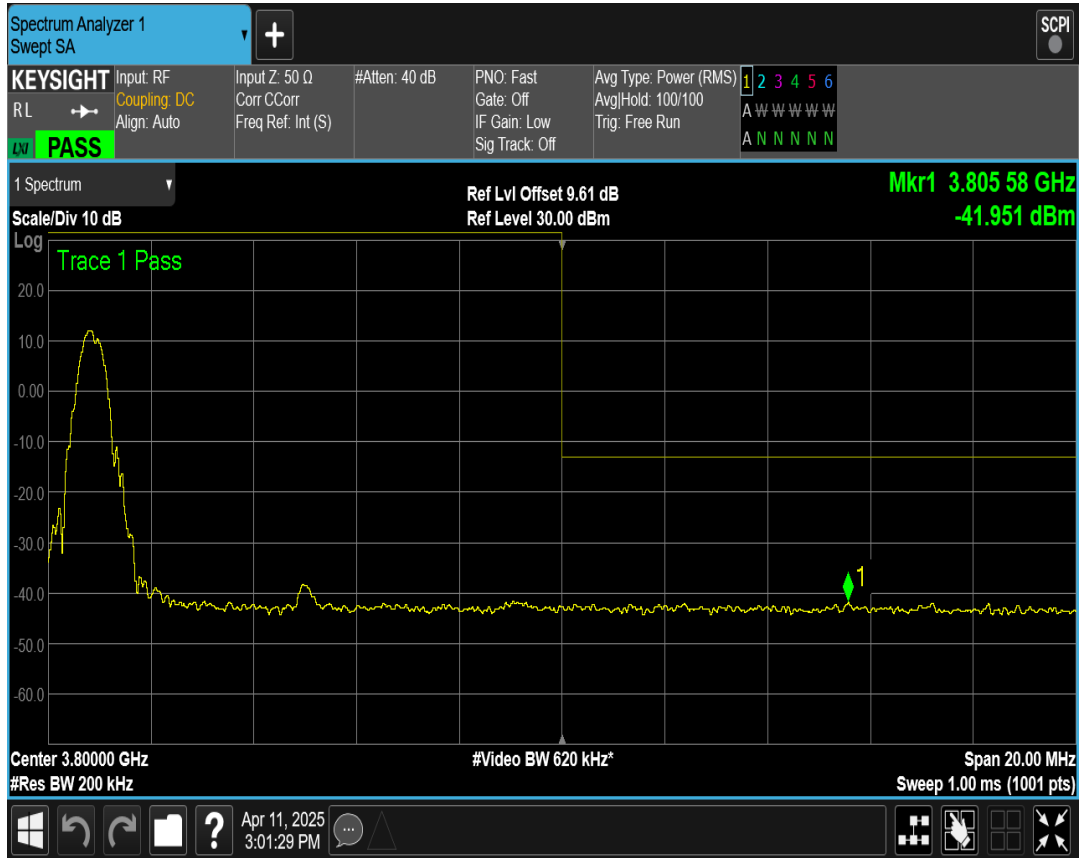 Spectrum Analyzer 1
Swept SA
+
SCPI
KEYSIGHT
RL
LXI PASS
Input: RF
Coupling: DC
Align: Auto
Input Z: 50 Ω
Corr CCorr
Freq Ref: Int (S)
#Atten: 40 dB
PNO: Fast
Gate: Off
IF Gain: Low
Sig Track: Off
Avg Type: Power (RMS)
Avg|Hold: 100/100
Trig: Free Run
1 2 3 4 5 6
A W W W W W
A N N N N N
1 Spectrum
Scale/Div 10 dB
Ref Lvl Offset 9.61 dB
Ref Level 30.00 dBm
Mkr1 3.805 58 GHz
-41.951 dBm
Log
Trace 1 Pass
20.0
10.0
0.00
-10.0
-20.0
-30.0
-40.0
-50.0
-60.0
1
Center 3.80000 GHz
#Res BW 200 kHz
#Video BW 620 kHz*
Span 20.00 MHz
Sweep 1.00 ms (1001 pts)
?
Apr 11, 2025
3:01:29 PM